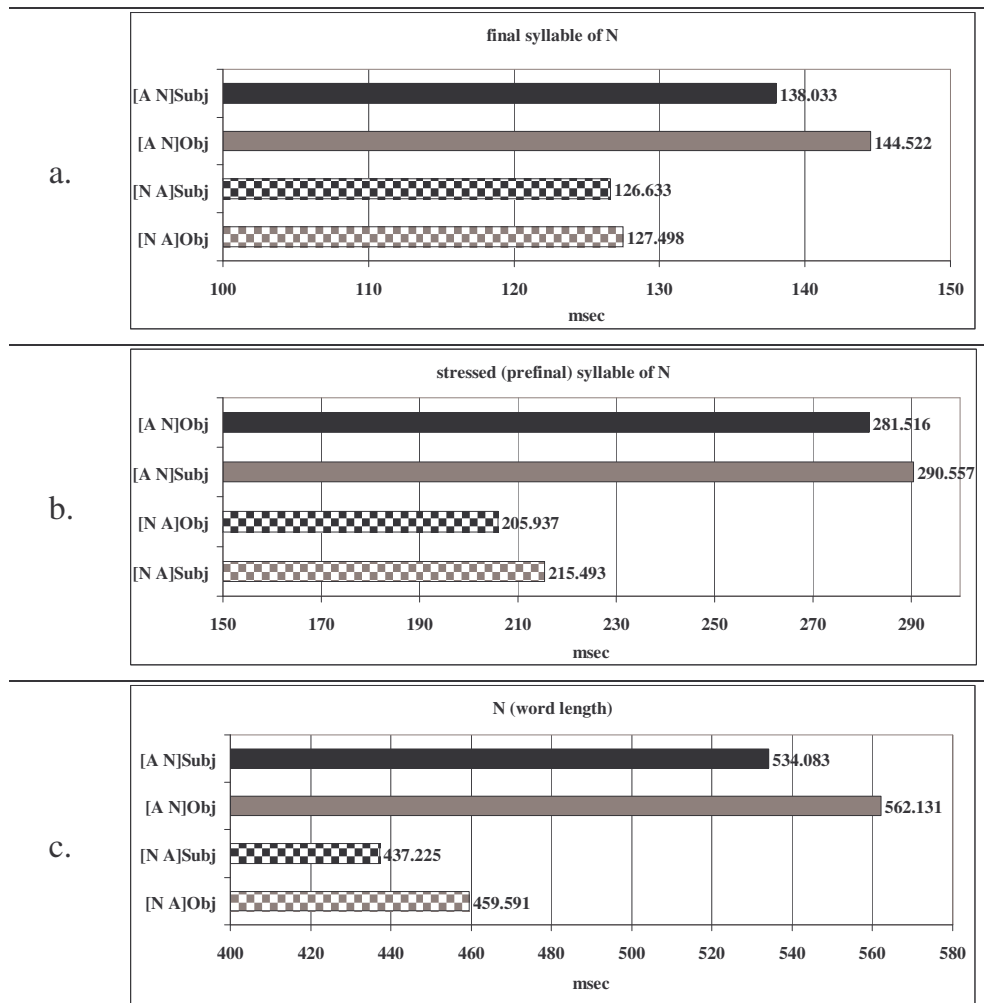 a.
final syllable of N
[A N]Subj 138.033
[A N]Obj 144.522
[N A]Subj 126.633
[N A]Obj 127.498
100 110 120 130 140 150
msec
b.
stressed (prefinal) syllable of N
[A N]Obj 281.516
[A N]Subj 290.557
[N A]Obj 205.937
[N A]Subj 215.493
150 170 190 210 230 250 270 290
msec
c.
N (word length)
[A N]Subj 534.083
[A N]Obj 562.131
[N A]Subj 437.225
[N A]Obj 459.591
400 420 440 460 480 500 520 540 560 580
msec